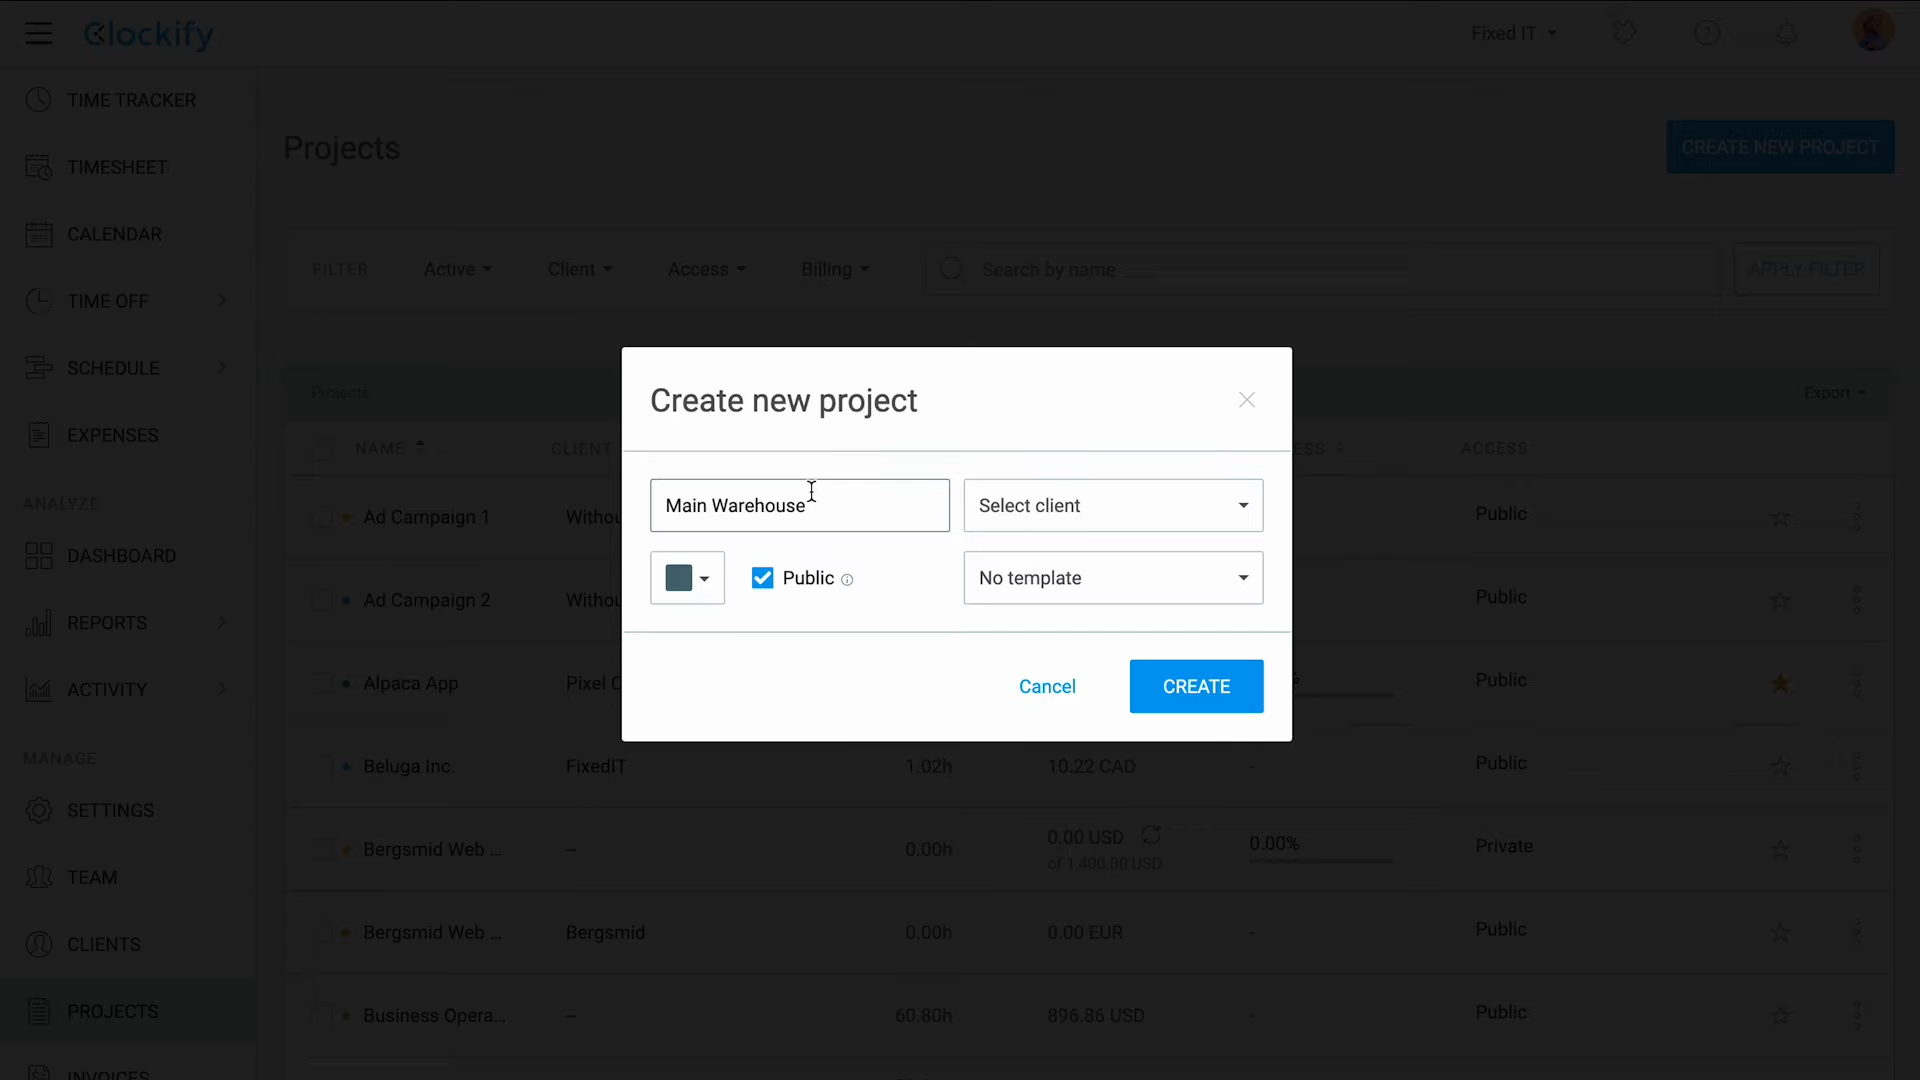 Clockify
Fixed IT
TIME TRACKER
TIMESHEET
CALENDAR
TIME OFF
SCHEDULE
EXPENSES
ANALYZE
DASHBOARD
REPORTS
ACTIVITY
MANAGE
SETTINGS
TEAM
CLIENTS
PROJECTS
INVOICES
Projects
CREATE NEW PROJECT
FILTER Active Client Access Billing Search by name APPLY FILTER
Projects Export
NAME CLIENT ESS ACCESS
Ad Campaign 1 Withou Public
Ad Campaign 2 Withou Public
Alpaca App Pixel C % Public
Beluga Inc. FixedIT 1.02h 10.22 CAD - Public
Bergsmid Web ... – 0.00h 0.00 USD 0.00% Private
of 1,400.00 USD
Bergsmid Web ... Bergsmid 0.00h 0.00 EUR - Public
Business Opera... – 60.80h 896.86 USD - Public
Create new project
Main Warehouse Select client
Public No template
Cancel CREATE